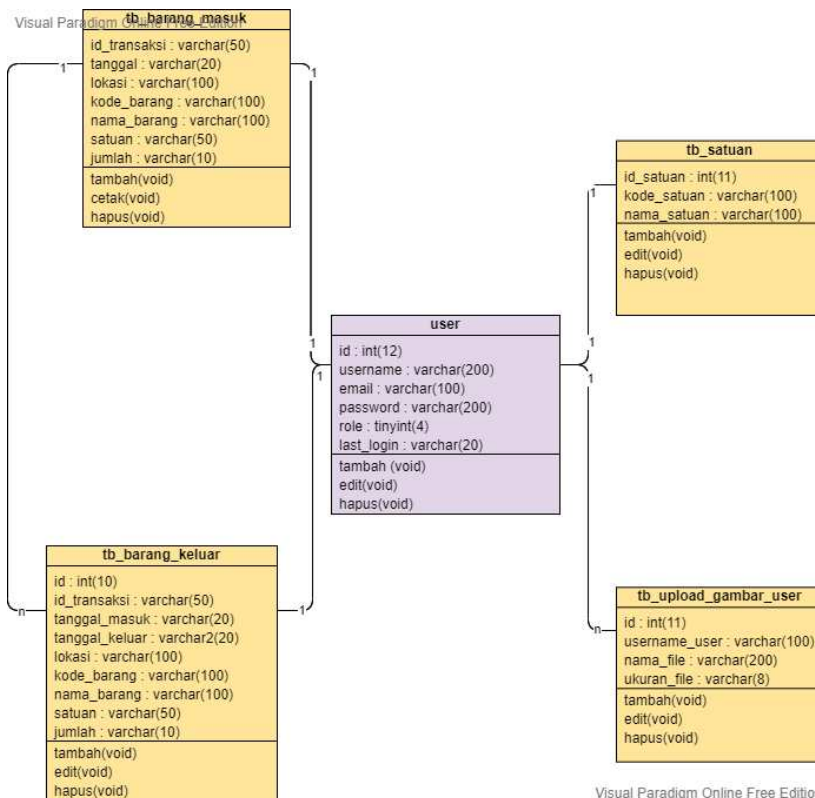 Visual Paradigm Online Free Edition
tb_barang_masuk
id_transaksi : varchar(50)
tanggal : varchar(20)
lokasi : varchar(100)
kode_barang : varchar(100)
nama_barang : varchar(100)
satuan : varchar(50)
jumlah : varchar(10)
tambah(void)
cetak(void)
hapus(void)
1
1
tb_satuan
id_satuan : int(11)
kode_satuan : varchar(100)
nama_satuan : varchar(100)
tambah(void)
edit(void)
hapus(void)
1
user
id : int(12)
username : varchar(200)
email : varchar(100)
password : varchar(200)
role : tinyint(4)
last_login : varchar(20)
tambah (void)
edit(void)
hapus(void)
1
1
1
1
tb_barang_keluar
id : int(10)
id_transaksi : varchar(50)
tanggal_masuk : varchar(20)
tanggal_keluar : varchar2(20)
lokasi : varchar(100)
kode_barang : varchar(100)
nama_barang : varchar(100)
satuan : varchar(50)
jumlah : varchar(10)
tambah(void)
edit(void)
hapus(void)
n
1
tb_upload_gambar_user
id : int(11)
username_user : varchar(100)
nama_file : varchar(200)
ukuran_file : varchar(8)
tambah(void)
edit(void)
hapus(void)
n
Visual Paradigm Online Free Editio